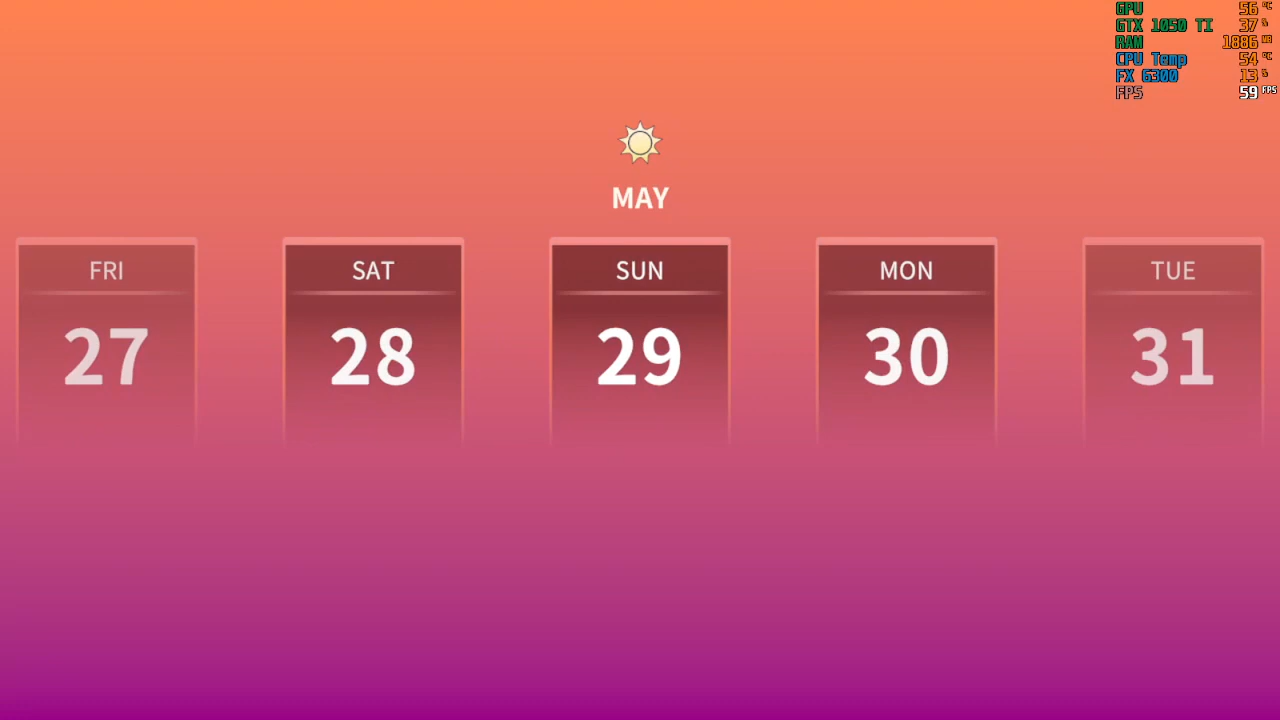 GPU 56 °C
GTX 1050 TI 37 %
RAM 1886 MB
CPU Temp 54 °C
FX 6300 13 %
FPS 59 FPS
MAY
FRI SAT SUN MON TUE
27 28 29 30 31